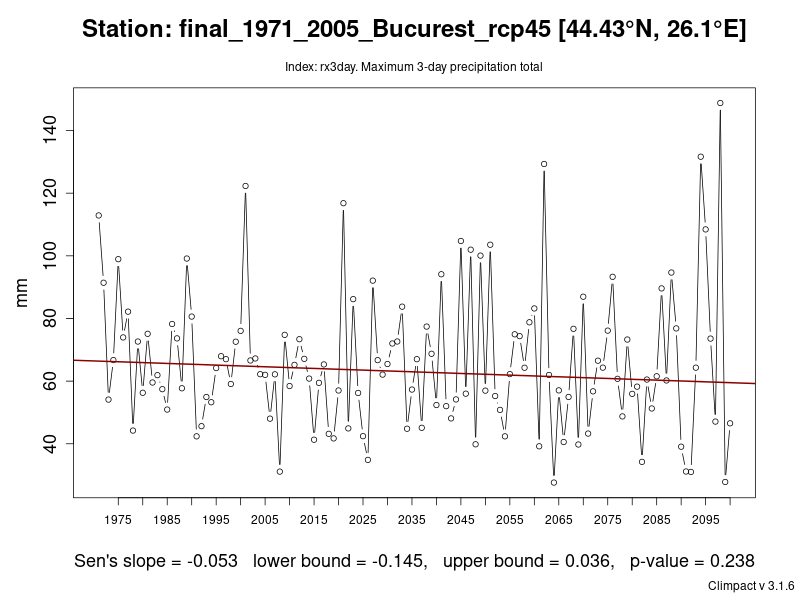 Station: final_1971_2005_Bucurest_rcp45 [44.43°N, 26.1°E]
Index: rx3day. Maximum 3-day precipitation total
140
120
100
80
60
40
mm
1975 1985 1995 2005 2015 2025 2035 2045 2055 2065 2075 2085 2095
Sen's slope = -0.053 lower bound = -0.145, upper bound = 0.036, p-value = 0.238
Climpact v 3.1.6